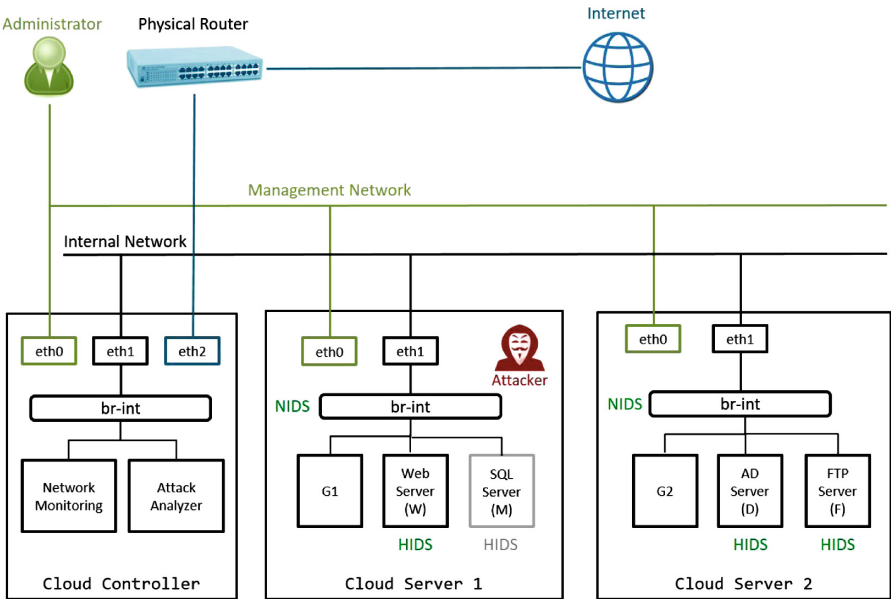 Administrator
Physical Router
Internet
Management Network
Internal Network
eth0
eth1
eth2
br-int
Network
Monitoring
Attack
Analyzer
Cloud Controller
eth0
eth1
Attacker
NIDS
br-int
G1
Web
Server
(W)
SQL
Server
(M)
HIDS
HIDS
Cloud Server 1
eth0
eth1
NIDS
br-int
G2
AD
Server
(D)
FTP
Server
(F)
HIDS
HIDS
Cloud Server 2